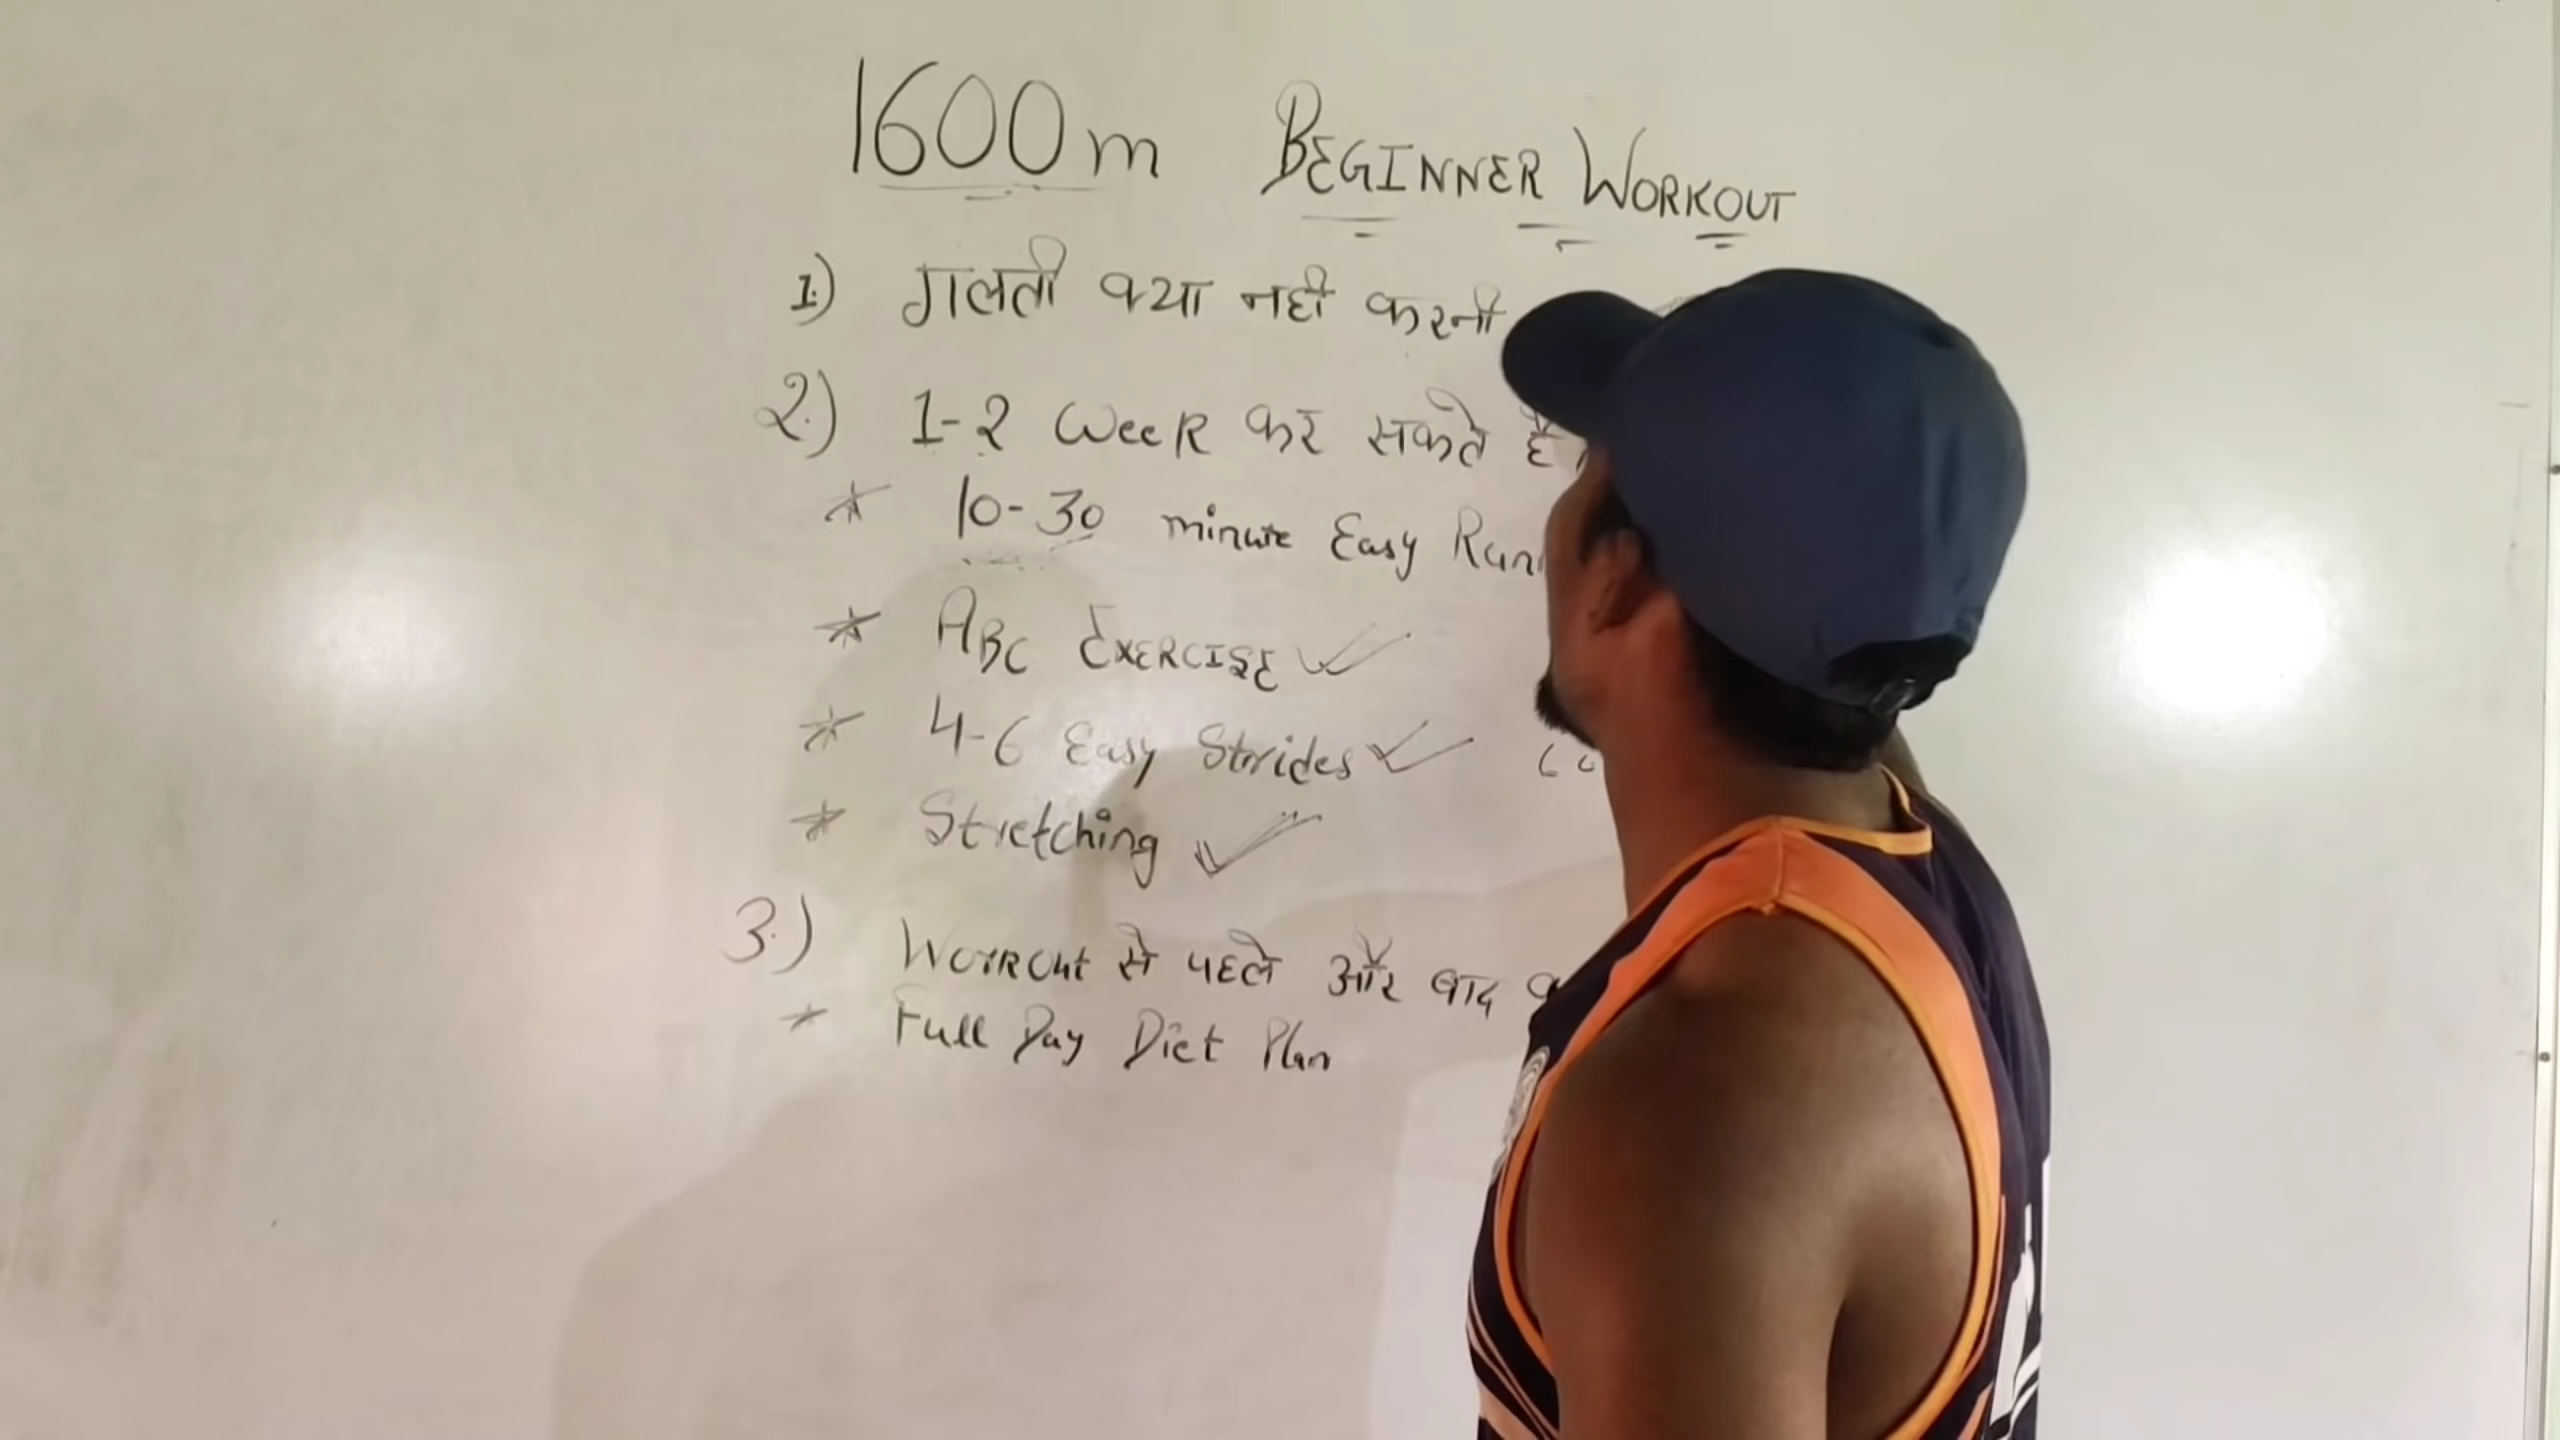 1600m BEGINNER WORKOUT
1.) गलती क्या नही करनी
2.) 1-2 Week कर सकते है
* 10-30 minute Easy
* ABC EXERCISE ✓
* 4-6 Easy Strides ✓
* Stretching ✓
3.) Workout से पहले और बाद
* Full Day Diet Plan